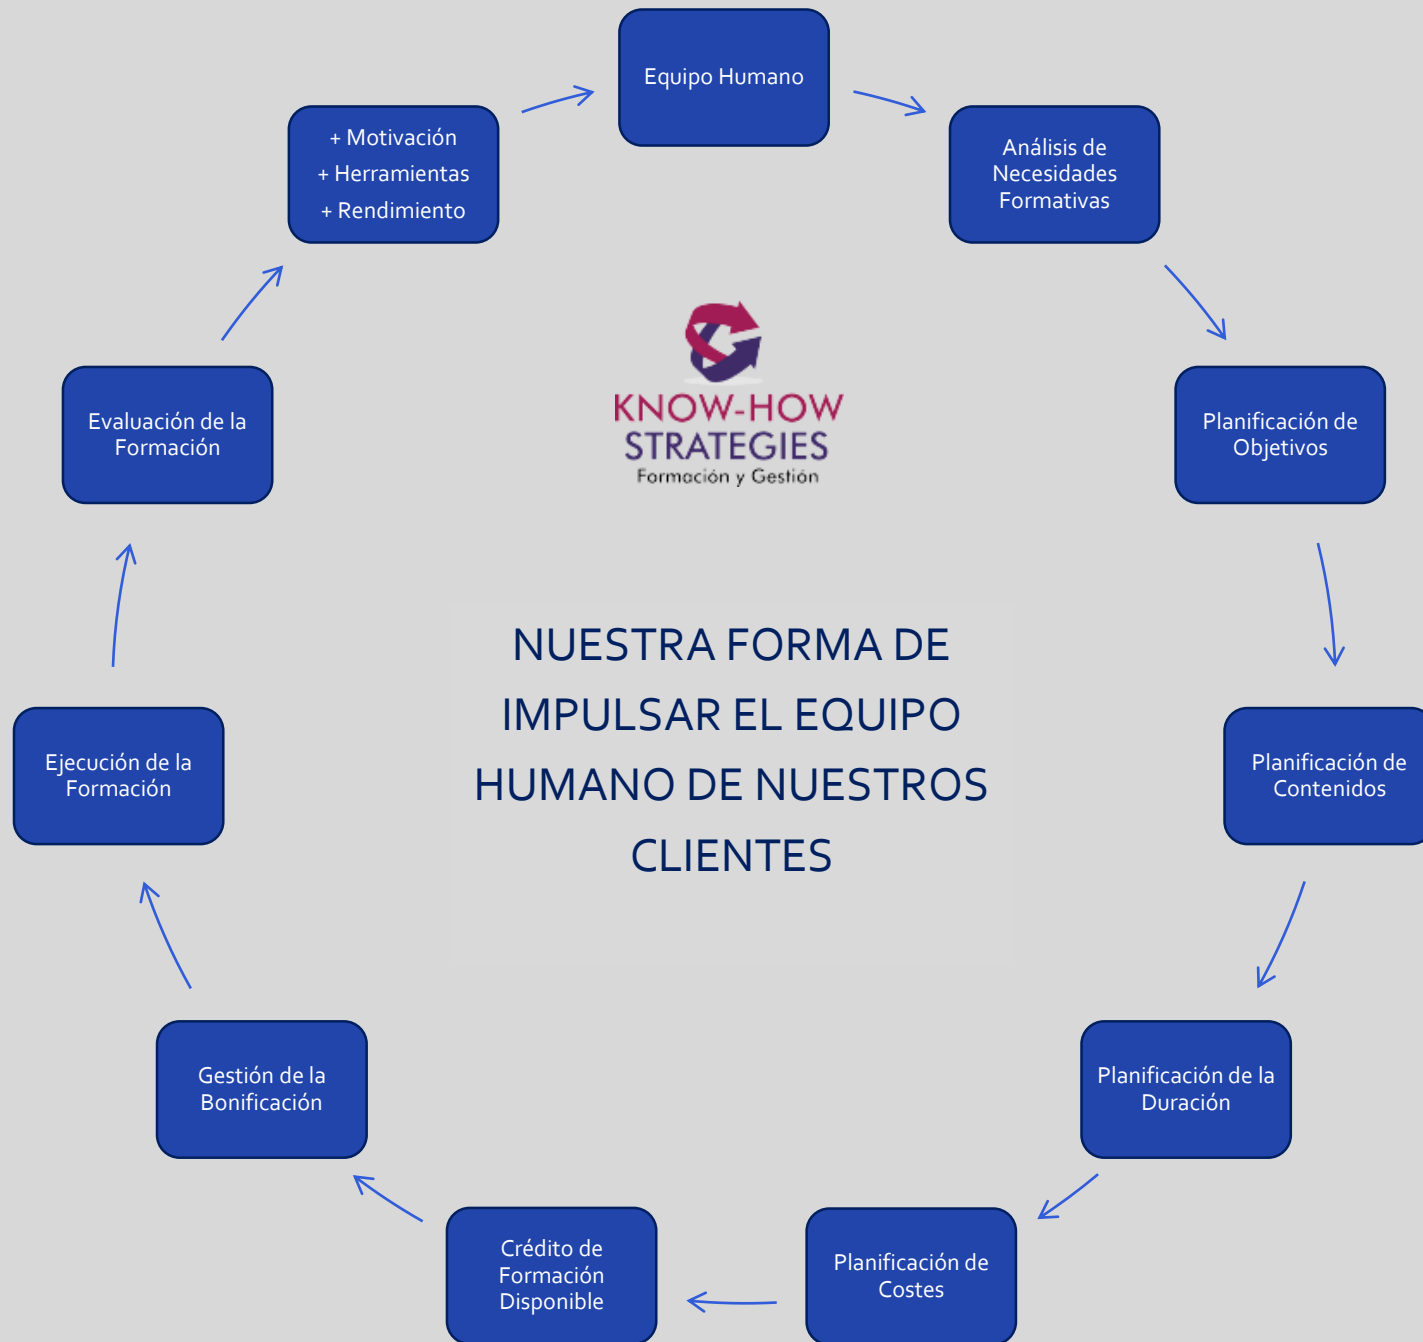 Equipo Humano
Análisis de
Necesidades
Formativas
Planificación de
Objetivos
Planificación de
Contenidos
Planificación de la
Duración
Planificación de
Costes
Crédito de
Formación
Disponible
Gestión de la
Bonificación
Ejecución de la
Formación
Evaluación de la
Formación
+ Motivación
+ Herramientas
+ Rendimiento
KNOW-HOW
STRATEGIES
Formación y Gestión
NUESTRA FORMA DE
IMPULSAR EL EQUIPO
HUMANO DE NUESTROS
CLIENTES